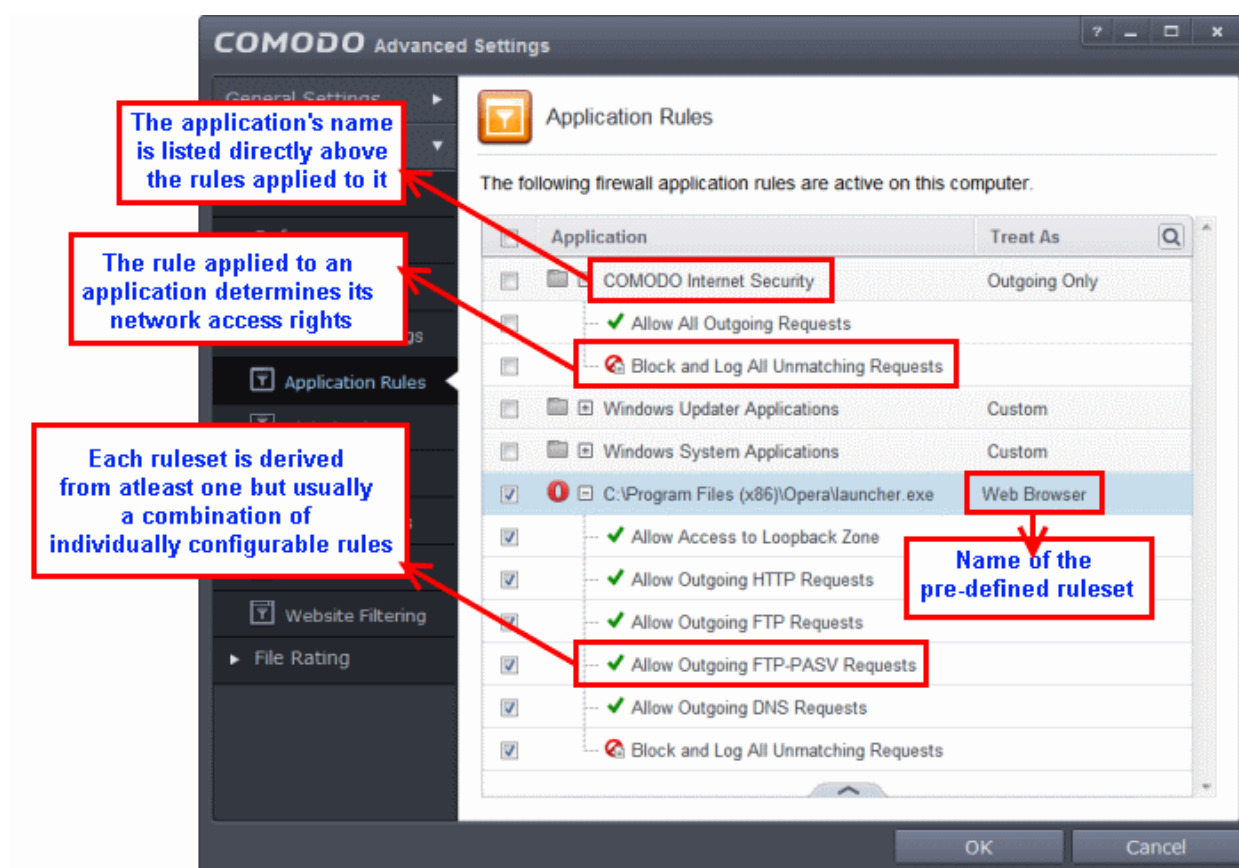 COMODO Advanced Settings
General Settings
The application's name
is listed directly above
the rules applied to it
The rule applied to an
application determines its
network access rights
gs
Application Rules
Each ruleset is derived
from atleast one but usually
a combination of
individually configurable rules
s
Website Filtering
File Rating
Application Rules
The following firewall application rules are active on this computer.
Application Treat As
COMODO Internet Security Outgoing Only
Allow All Outgoing Requests
Block and Log All Unmatching Requests
Windows Updater Applications Custom
Windows System Applications Custom
C:\Program Files (x86)\Opera\launcher.exe Web Browser
Allow Access to Loopback Zone
Allow Outgoing HTTP Requests
Allow Outgoing FTP Requests
Allow Outgoing FTP-PASV Requests
Allow Outgoing DNS Requests
Block and Log All Unmatching Requests
Name of the
pre-defined ruleset
OK Cancel